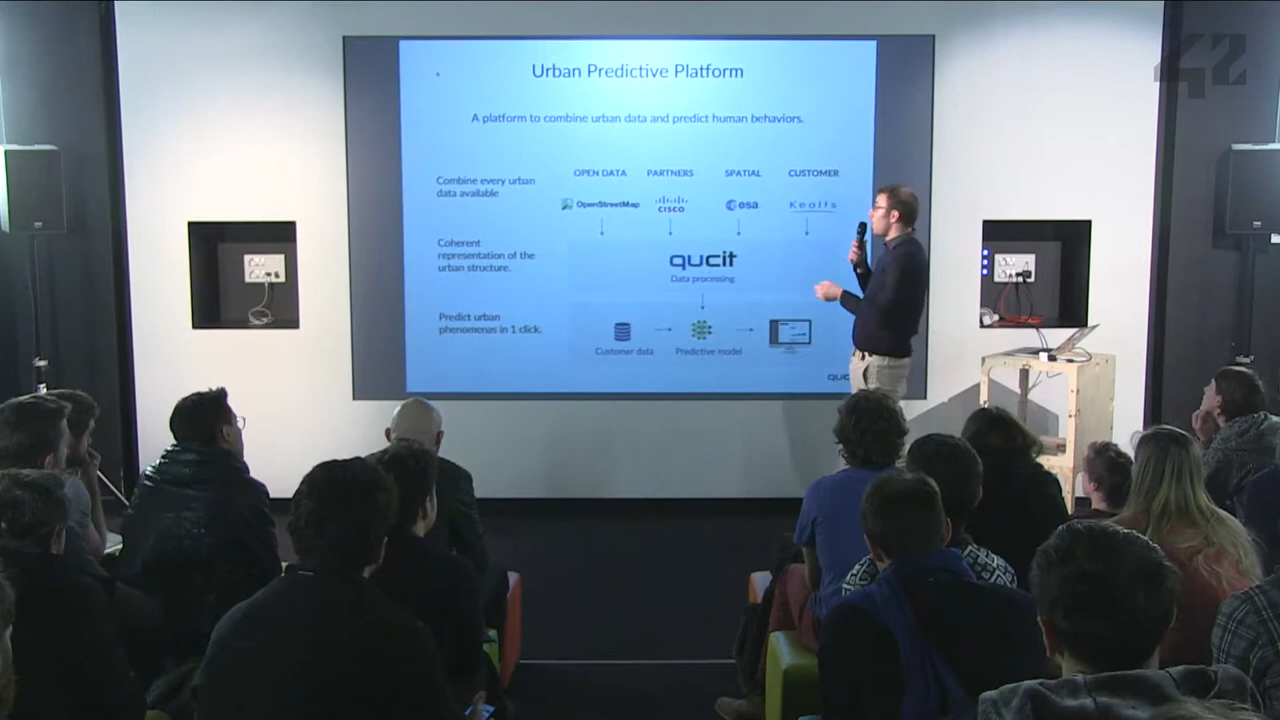 42
Urban Predictive Platform
A platform to combine urban data and predict human behaviors.
OPEN DATA PARTNERS SPATIAL CUSTOMER
Combine every urban
data available
OpenStreetMap CISCO esa Keolis
Coherent
representation of the
urban structure.
qucit
Data processing
Predict urban
phenomenas in 1 click.
Customer data Predictive model
quc